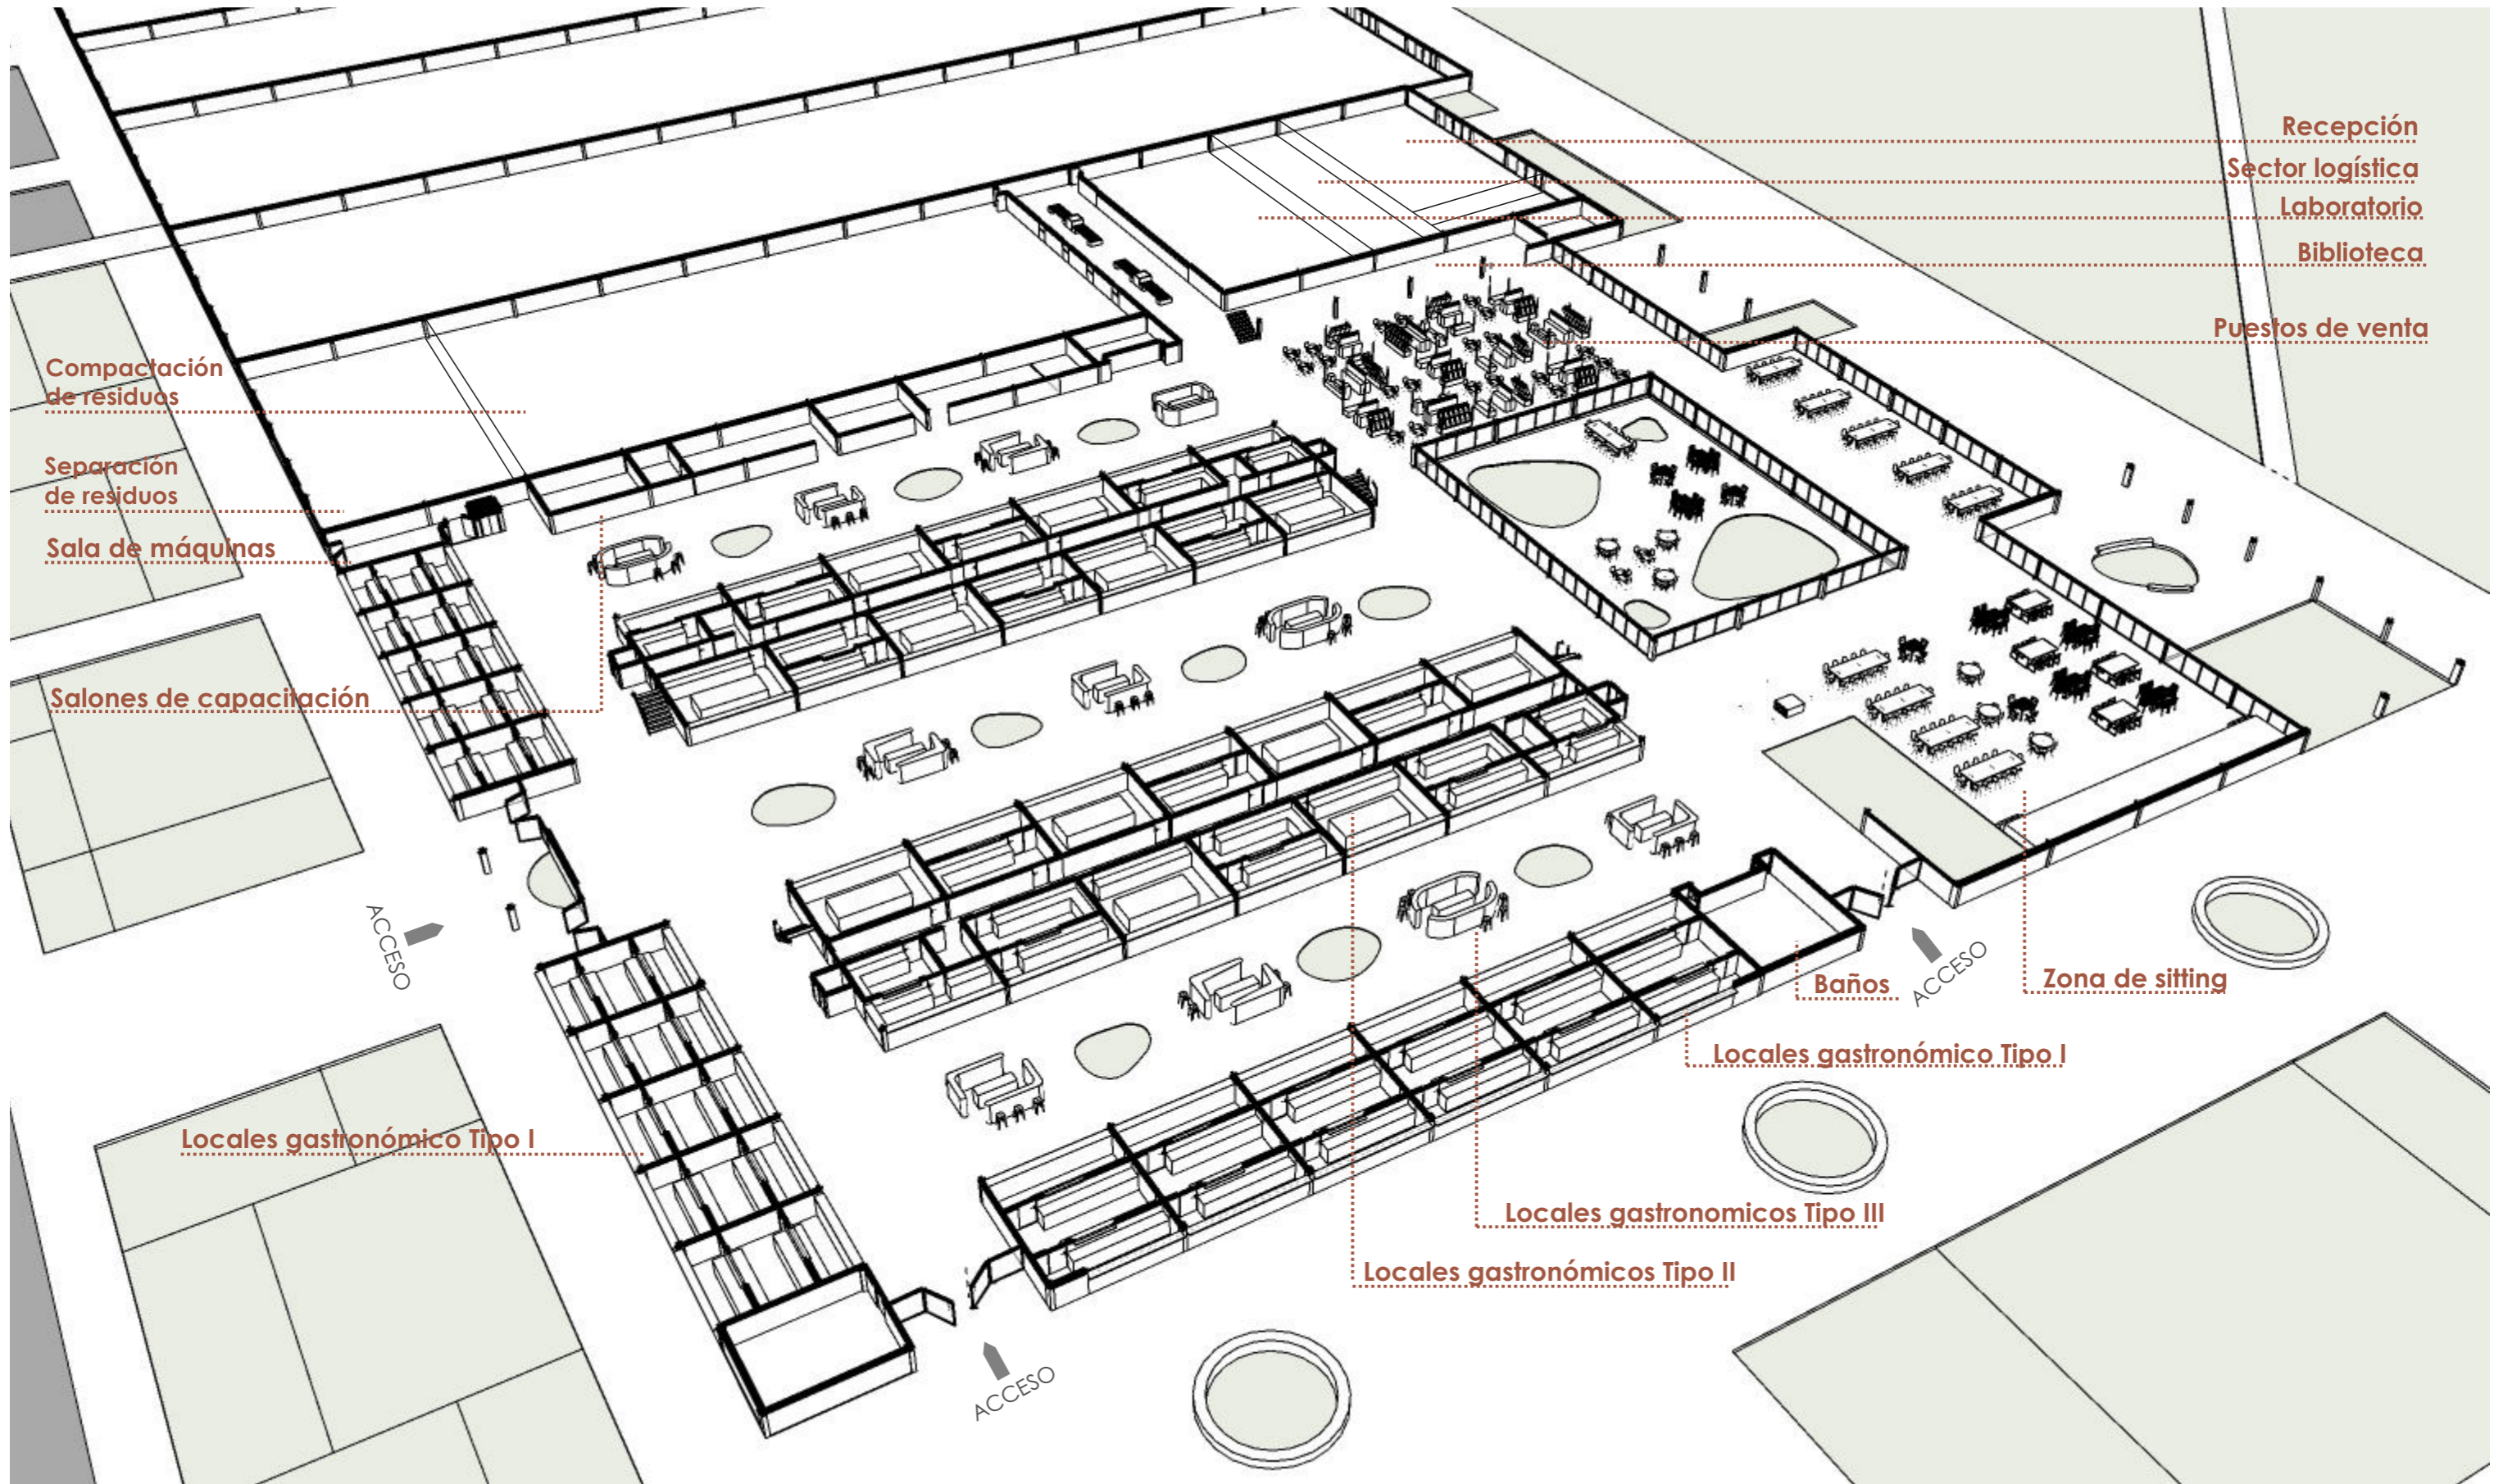 Recepción
Sector logística
Laboratorio
Biblioteca
Puestos de venta
Compactación
de residuos
Separación
de residuos
Sala de máquinas
Salones de capacitación
ACCESO
ACCESO
Baños
Zona de sitting
Locales gastronómico Tipo I
Locales gastronómico Tipo I
Locales gastronomicos Tipo III
Locales gastronómicos Tipo II
ACCESO